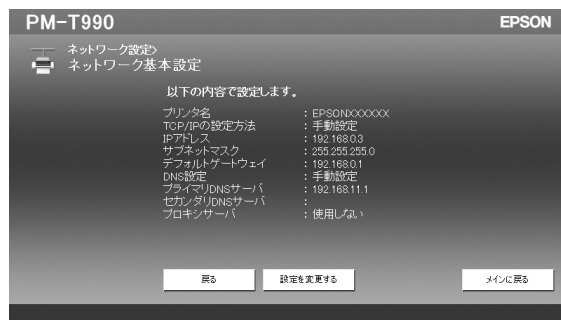 PM-T990
EPSON
ネットワーク設定>
ネットワーク基本設定
以下の内容で設定します。
プリンタ名 : EPSONXXXXXX
TCP/IPの設定方法 : 手動設定
IPアドレス : 192.168.0.3
サブネットマスク : 255.255.255.0
デフォルトゲートウェイ : 192.168.0.1
DNS設定 : 手動設定
プライマリDNSサーバ : 192.168.11.1
セカンダリDNSサーバ :
プロキシサーバ : 使用しない
戻る 設定を変更する メインに戻る